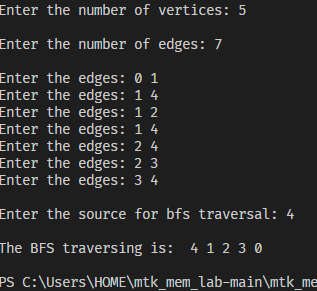 Enter the number of vertices: 5
Enter the number of edges: 7
Enter the edges: 0 1
Enter the edges: 1 4
Enter the edges: 1 2
Enter the edges: 1 4
Enter the edges: 2 4
Enter the edges: 2 3
Enter the edges: 3 4
Enter the source for bfs traversal: 4
The BFS traversing is:  4 1 2 3 0
PS C:\Users\HOME\mtk_mem_lab-main\mtk_me